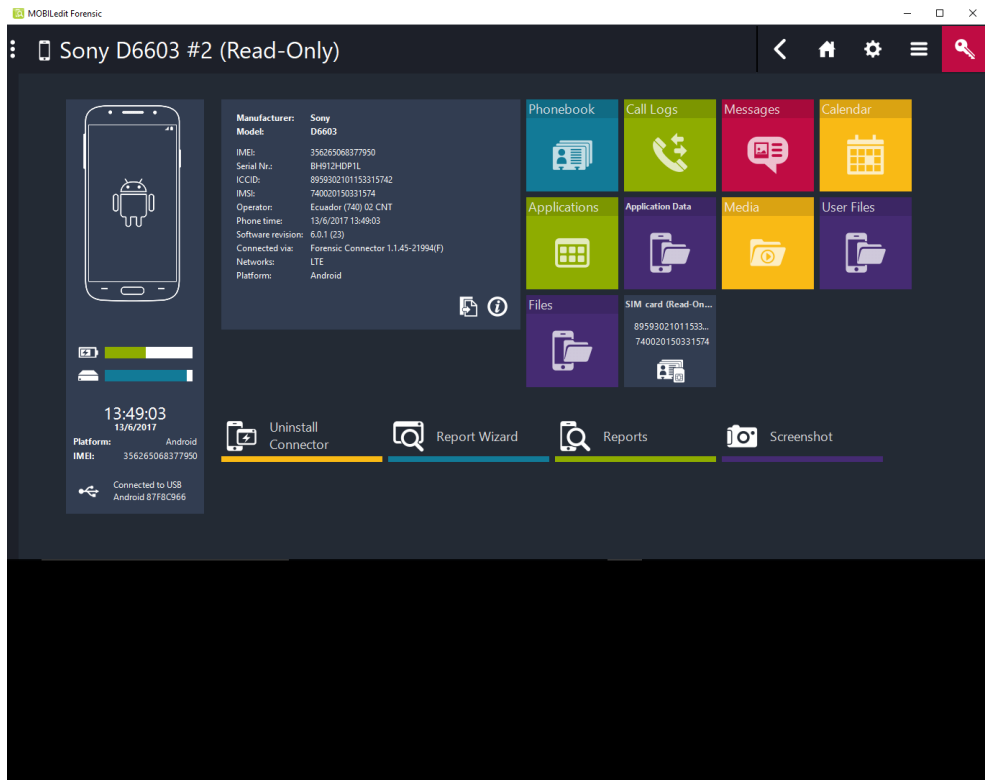 MOBILedit Forensic
Sony D6603 #2 (Read-Only)
Manufacturer: Sony
Model: D6603
IMEI: 356265068377950
Serial Nr.: BH912HDP1L
ICCID: 8959302101153315742
IMSI: 740020150331574
Operator: Ecuador (740) 02 CNT
Phone time: 13/6/2017 13:49:03
Software revision: 6.0.1 (23)
Connected via: Forensic Connector 1.1.45-21994(F)
Networks: LTE
Platform: Android
Phonebook
Call Logs
Messages
Calendar
Applications
Application Data
Media
User Files
Files
SIM card (Read-On...
89593021011533...
740020150331574
13:49:03
13/6/2017
Platform: Android
IMEI: 356265068377950
Connected to USB
Android 87F8C966
Uninstall
Connector
Report Wizard
Reports
Screenshot